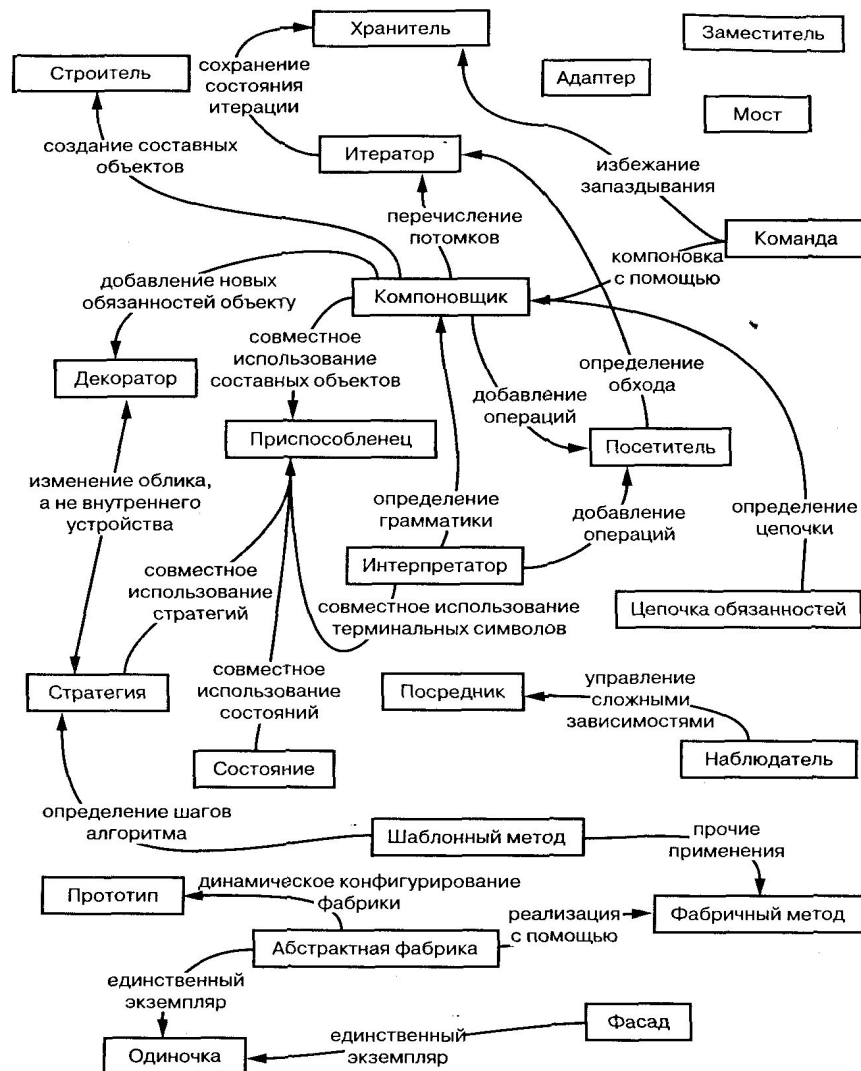 Хранитель
Заместитель
Строитель
сохранение
состояния
итерации
Адаптер
Мост
создание составных
объектов
Итератор
избежание
запаздывания
перечисление
потомков
Команда
компоновка
с помощью
добавление новых
обязанностей объекту
Компоновщик
совместное
использование
составных объектов
Декоратор
определение
обхода
добавление
операций
Приспособленец
Посетитель
изменение облика,
а не внутреннего
устройства
определение
грамматики
добавление
операций
определение
цепочки
совместное
использование
стратегий
Интерпретатор
совместное использование
терминальных символов
Цепочка обязанностей
Стратегия
совместное
использование
состояний
Посредник
управление
сложными
зависимостями
Состояние
Наблюдатель
определение шагов
алгоритма
Шаблонный метод
прочие
применения
Прототип
динамическое конфигурирование
фабрики
реализация
с помощью
Фабричный метод
Абстрактная фабрика
единственный
экземпляр
Фасад
Одиночка
единственный
экземпляр